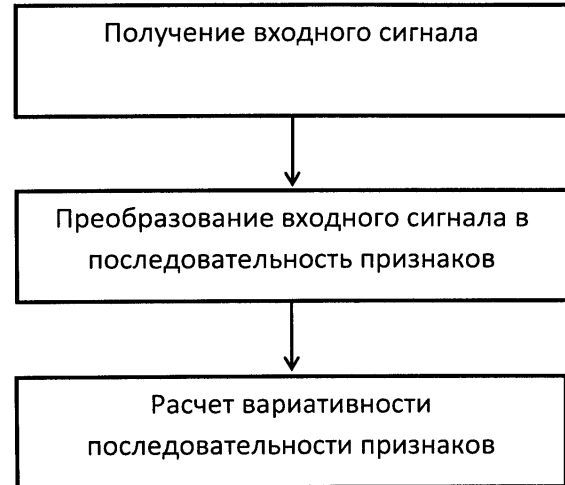 Получение входного сигнала
Преобразование входного сигнала в
последовательность признаков
Расчет вариативности
последовательности признаков